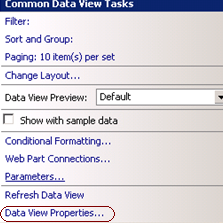 Common Data View Tasks
Filter:
Sort and Group:
Paging: 10 item(s) per set
Change Layout...
Data View Preview: Default
Show with sample data
Conditional Formatting...
Web Part Connections...
Parameters...
Refresh Data View
Data View Properties...